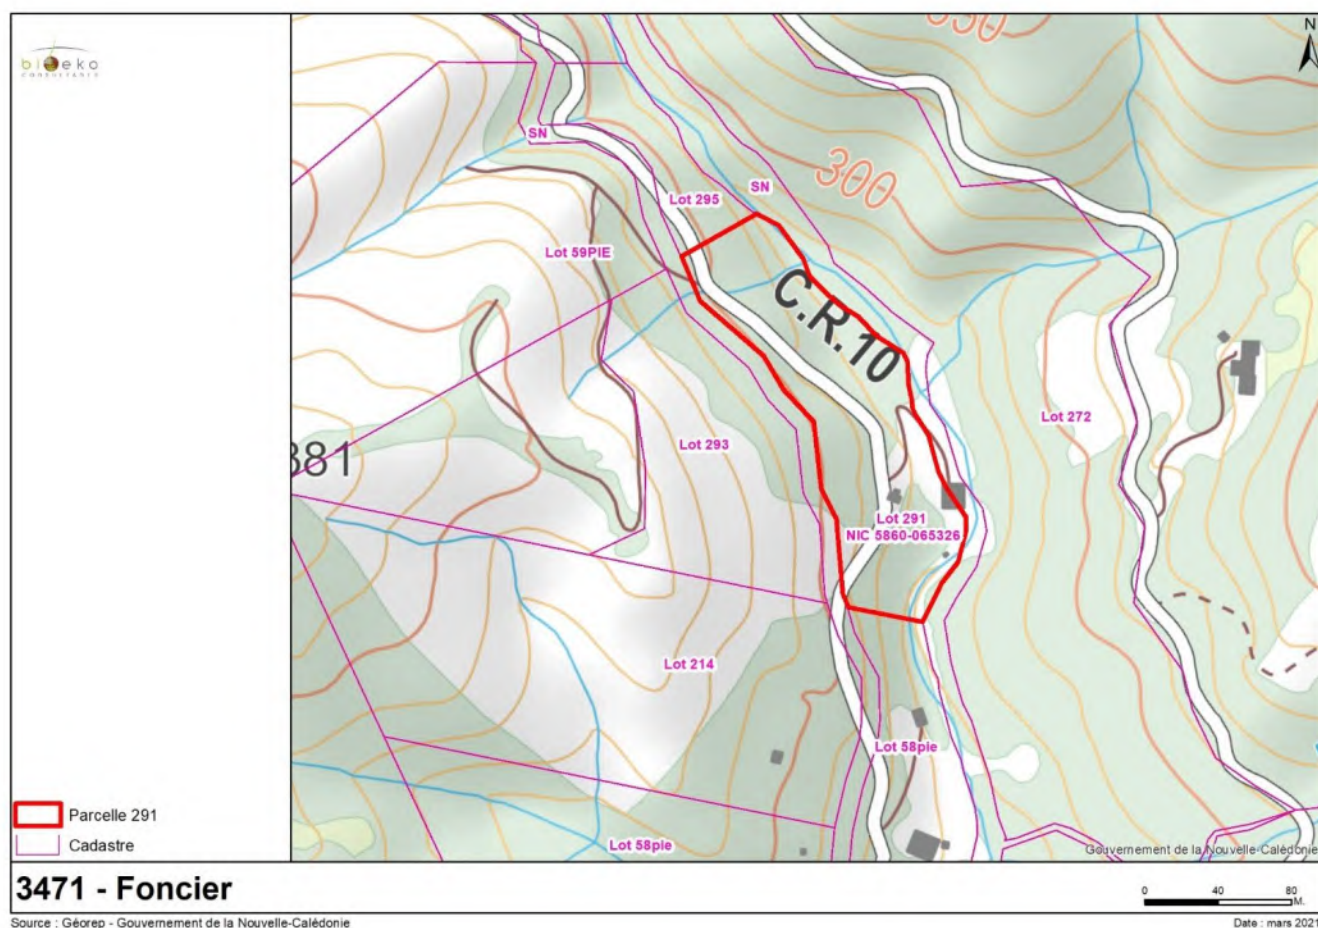 bioeko
CONSULTANTS
N
350
300
SN
Lot 295
SN
Lot 59PIE
C.R.10
Lot 272
Lot 293
381
Lot 291
NIC 5860-065326
Lot 214
Lot 58pie
Lot 58pie
Parcelle 291
Cadastre
Gouvernement de la Nouvelle-Calédonie
3471 - Foncier
0 40 80
M.
Source : Géorep - Gouvernement de la Nouvelle-Calédonie
Date : mars 2021